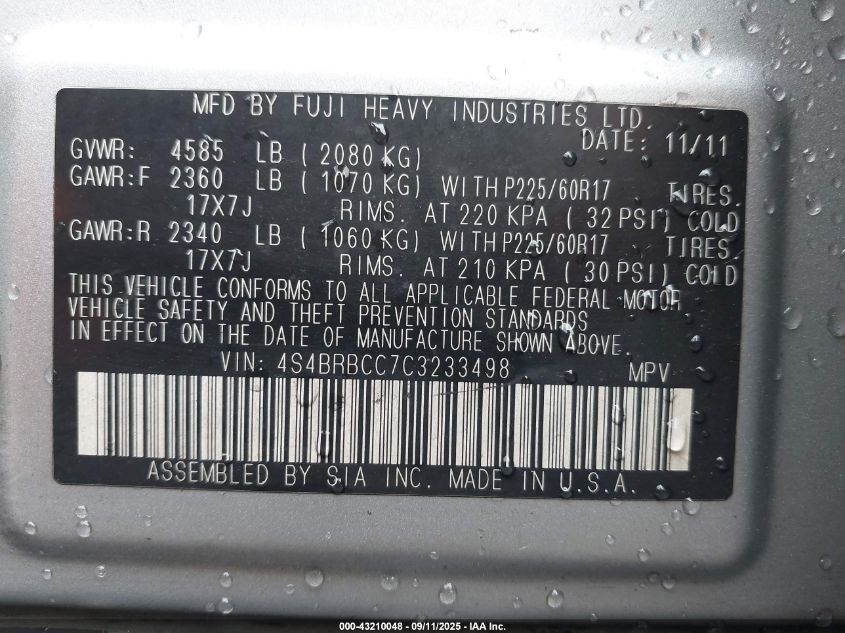 MFD BY FUJI HEAVY INDUSTRIES LTD.
DATE: 11/11
GVWR: 4585 LB ( 2080 KG)
GAWR:F 2360 LB ( 1070 KG) WITH P225/60R17 TIRES.
17X7J RIMS. AT 220 KPA ( 32 PSI) COLD
GAWR:R 2340 LB ( 1060 KG) WITH P225/60R17 TIRES.
17X7J RIMS. AT 210 KPA ( 30 PSI) COLD
THIS VEHICLE CONFORMS TO ALL APPLICABLE FEDERAL MOTOR
VEHICLE SAFETY AND THEFT PREVENTION STANDARDS
IN EFFECT ON THE DATE OF MANUFACTURE SHOWN ABOVE.
VIN: 4S4BRBCC7C3233498 MPV
ASSEMBLED BY SIA INC. MADE IN U.S.A.
000-43210048 - 09/11/2025 - IAA Inc.